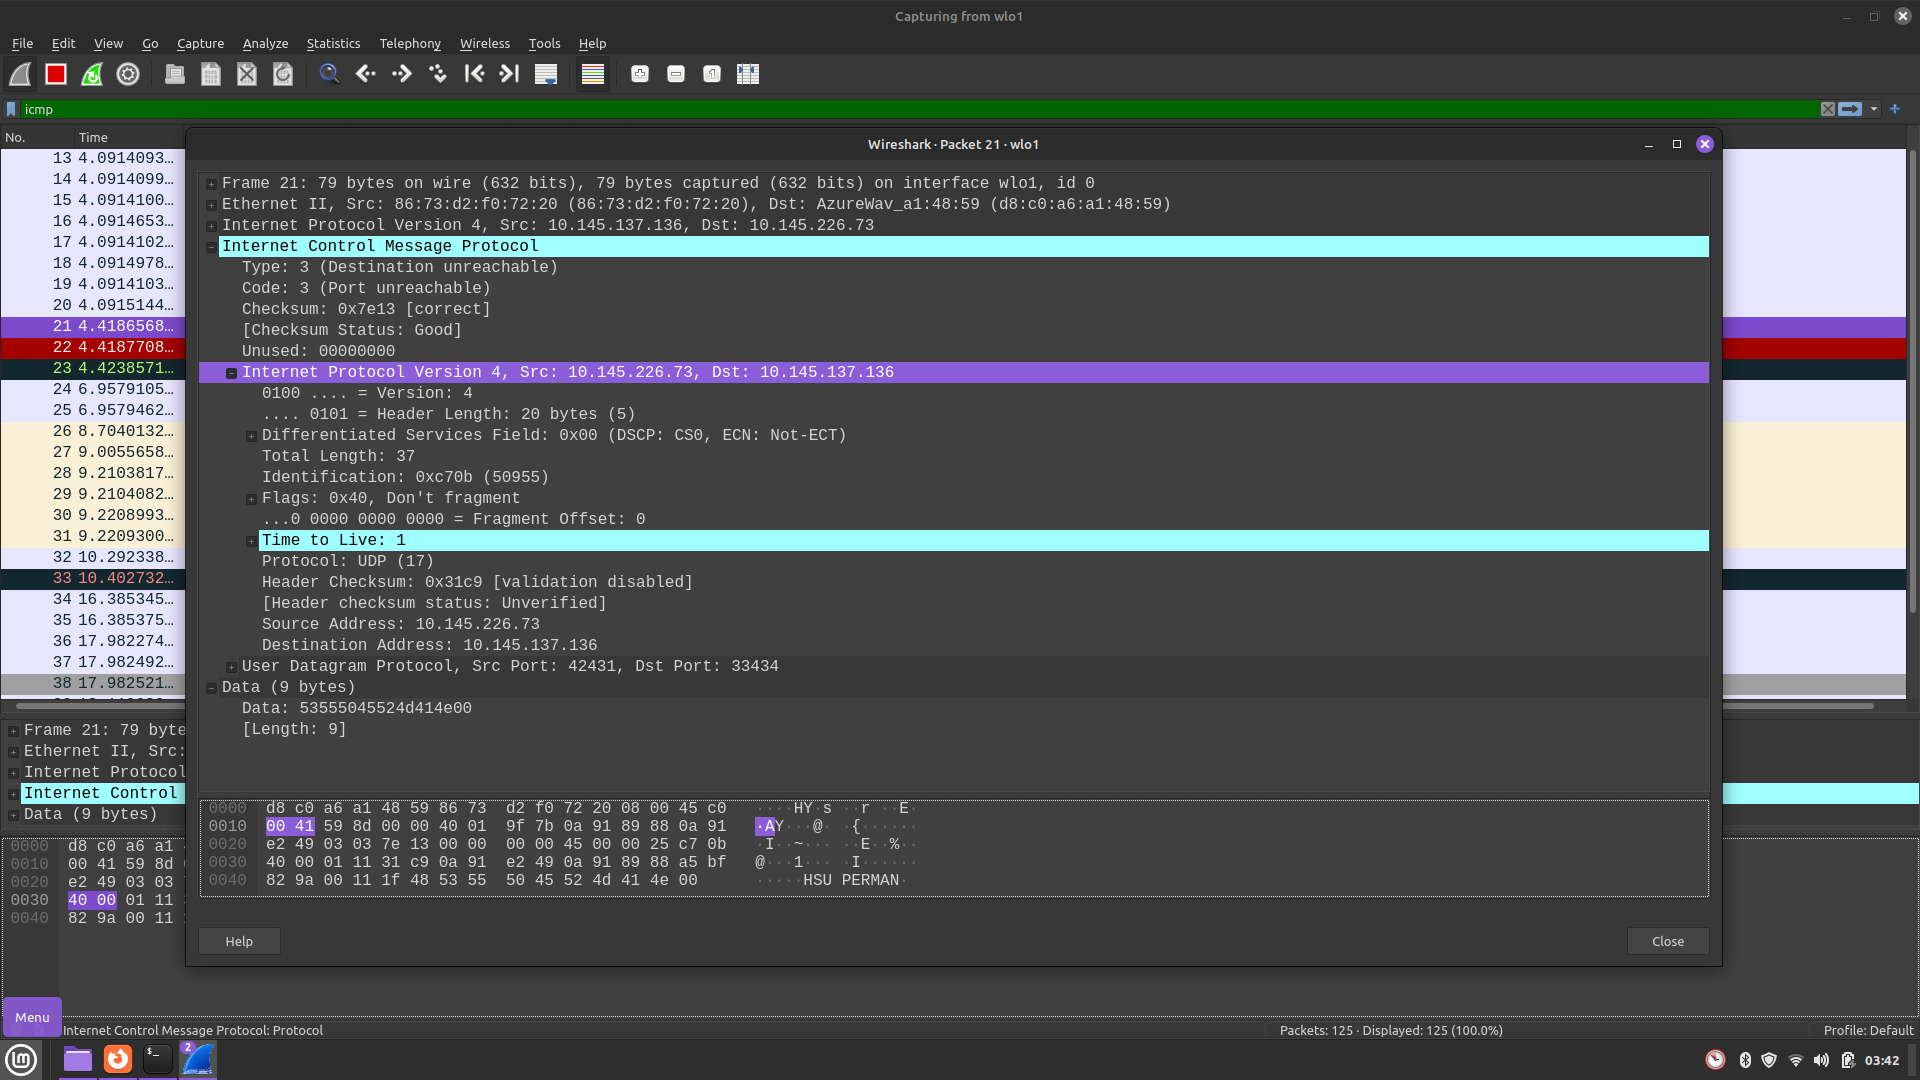 Capturing from wlo1
File Edit View Go Capture Analyze Statistics Telephony Wireless Tools Help
icmp
No. Time
13 4.0914093…
14 4.0914099…
15 4.0914100…
16 4.0914653…
17 4.0914102…
18 4.0914978…
19 4.0914103…
20 4.0915144…
21 4.4186568…
22 4.4187708…
23 4.4238571…
24 6.9579105…
25 6.9579462…
26 8.7040132…
27 9.0055658…
28 9.2103817…
29 9.2104082…
30 9.2208993…
31 9.2209300…
32 10.292338…
33 10.402732…
34 16.385345…
35 16.385375…
36 17.982274…
37 17.982492…
38 17.982521…
Frame 21: 79 byte
Ethernet II, Src:
Internet Protocol
Internet Control
Data (9 bytes)
0000 d8 c0 a6 a1
0010 00 41 59 8d
0020 e2 49 03 03
0030 40 00 01 11
0040 82 9a 00 11
Wireshark · Packet 21 · wlo1
Frame 21: 79 bytes on wire (632 bits), 79 bytes captured (632 bits) on interface wlo1, id 0
Ethernet II, Src: 86:73:d2:f0:72:20 (86:73:d2:f0:72:20), Dst: AzureWav_a1:48:59 (d8:c0:a6:a1:48:59)
Internet Protocol Version 4, Src: 10.145.137.136, Dst: 10.145.226.73
Internet Control Message Protocol
Type: 3 (Destination unreachable)
Code: 3 (Port unreachable)
Checksum: 0x7e13 [correct]
[Checksum Status: Good]
Unused: 00000000
Internet Protocol Version 4, Src: 10.145.226.73, Dst: 10.145.137.136
0100 .... = Version: 4
.... 0101 = Header Length: 20 bytes (5)
Differentiated Services Field: 0x00 (DSCP: CS0, ECN: Not-ECT)
Total Length: 37
Identification: 0xc70b (50955)
Flags: 0x40, Don't fragment
...0 0000 0000 0000 = Fragment Offset: 0
Time to Live: 1
Protocol: UDP (17)
Header Checksum: 0x31c9 [validation disabled]
[Header checksum status: Unverified]
Source Address: 10.145.226.73
Destination Address: 10.145.137.136
User Datagram Protocol, Src Port: 42431, Dst Port: 33434
Data (9 bytes)
Data: 53555045524d414e00
[Length: 9]
0000 d8 c0 a6 a1 48 59 86 73 d2 f0 72 20 08 00 45 c0 ····HY·s ··r ··E·
0010 00 41 59 8d 00 00 40 01 9f 7b 0a 91 89 88 0a 91 ·AY···@· ·{······
0020 e2 49 03 03 7e 13 00 00 00 00 45 00 00 25 c7 0b ·I··~··· ··E··%··
0030 40 00 01 11 31 c9 0a 91 e2 49 0a 91 89 88 a5 bf @···1··· ·I······
0040 82 9a 00 11 1f 48 53 55 50 45 52 4d 41 4e 00 ·····HSU PERMAN·
Help Close
Menu
Internet Control Message Protocol: Protocol
Packets: 125 · Displayed: 125 (100.0%)
Profile: Default
2
03:42